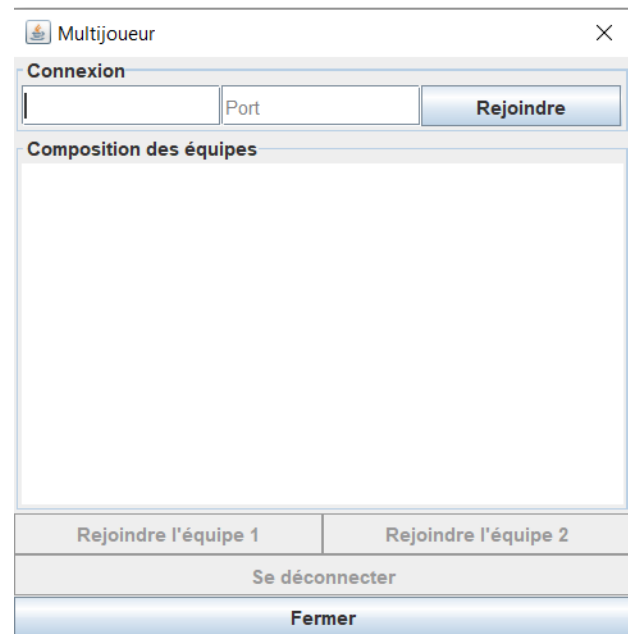 Multijoueur
Connexion
Port Rejoindre
Composition des équipes
Rejoindre l'équipe 1 Rejoindre l'équipe 2
Se déconnecter
Fermer